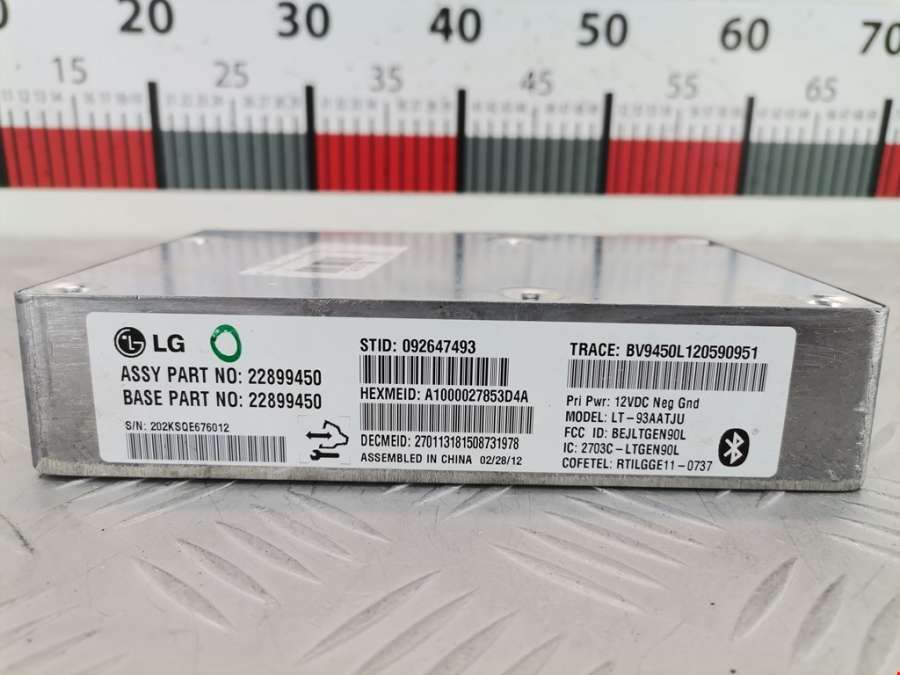 20 30 40 50 60 70
15 25 35 45 55 65
LG
ASSY PART NO: 22899450
BASE PART NO: 22899450
S/N: 202KSQE676012
STID: 092647493
HEXMEID: A1000027853D4A
DECMEID: 270113181508731978
ASSEMBLED IN CHINA 02/28/12
TRACE: BV9450L120590951
Pri Pwr: 12VDC Neg Gnd
MODEL: LT-93AATJU
FCC ID: BEJLTGEN90L
IC: 2703C-LTGEN90L
COFETEL: RTILGGE11-0737